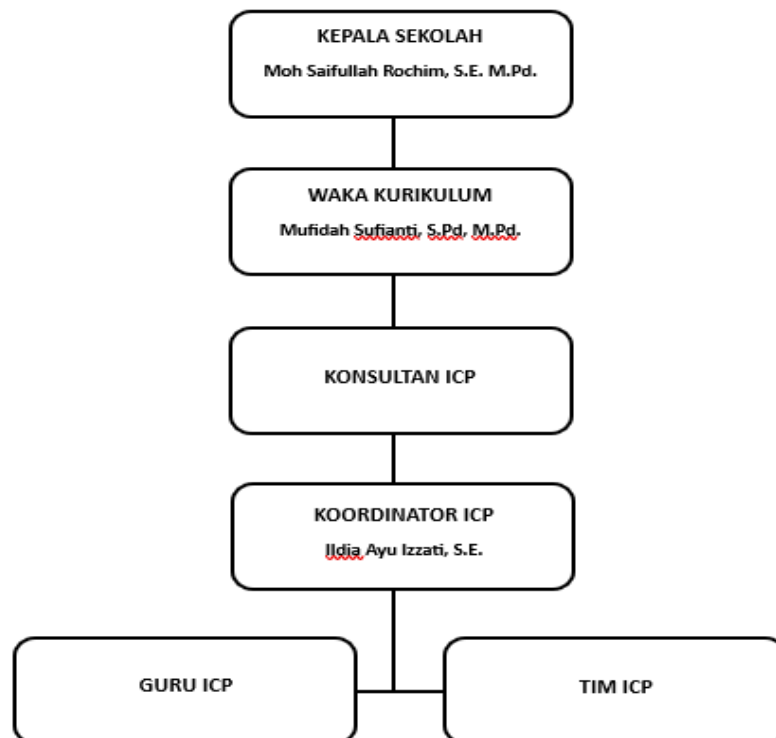 KEPALA SEKOLAH
Moh Saifullah Rochim, S.E. M.Pd.
WAKA KURIKULUM
Mufidah Sufianti, S.Pd, M.Pd.
KONSULTAN ICP
KOORDINATOR ICP
Ildia Ayu Izzati, S.E.
GURU ICP
TIM ICP